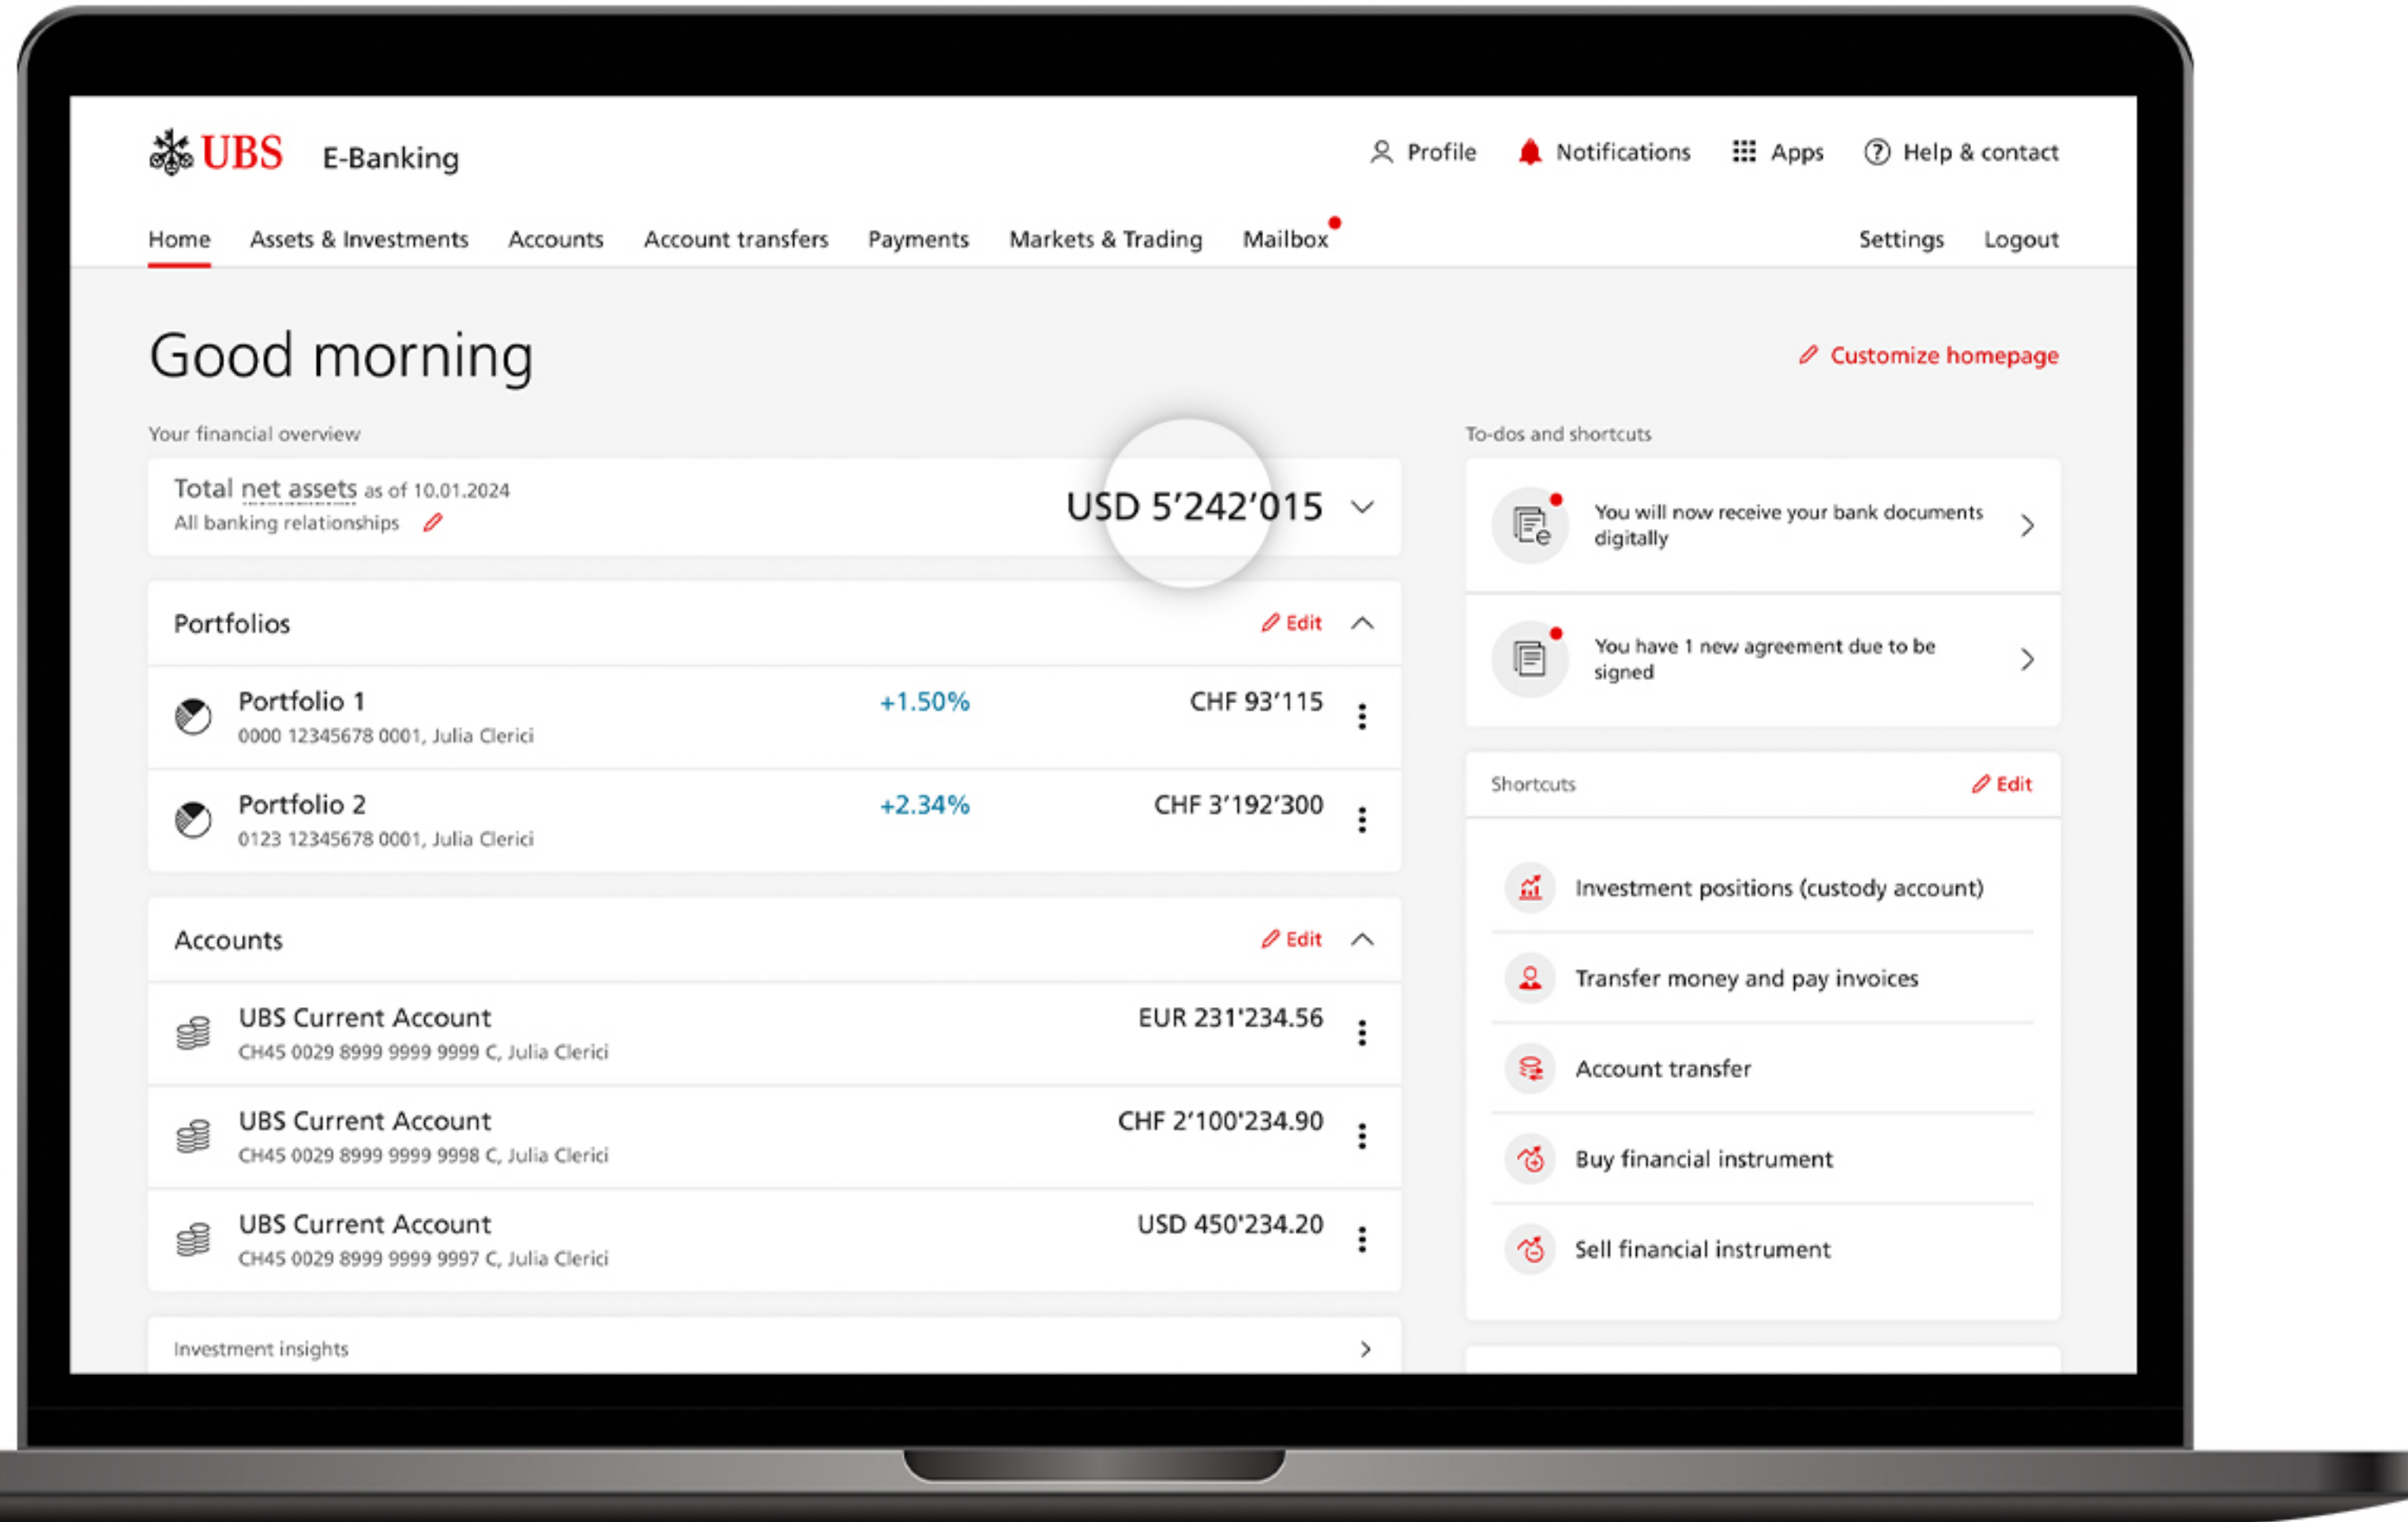 UBS E-Banking
Profile Notifications Apps Help & contact
Home Assets & Investments Accounts Account transfers Payments Markets & Trading Mailbox Settings Logout
Good morning
Customize homepage
Your financial overview
Total net assets as of 10.01.2024
All banking relationships
USD 5’242’015
Portfolios
Edit
Portfolio 1 +1.50% CHF 93’115
0000 12345678 0001, Julia Clerici
Portfolio 2 +2.34% CHF 3’192’300
0123 12345678 0001, Julia Clerici
Accounts
Edit
UBS Current Account EUR 231'234.56
CH45 0029 8999 9999 9999 C, Julia Clerici
UBS Current Account CHF 2’100'234.90
CH45 0029 8999 9999 9998 C, Julia Clerici
UBS Current Account USD 450'234.20
CH45 0029 8999 9999 9997 C, Julia Clerici
Investment insights
To-dos and shortcuts
You will now receive your bank documents
digitally
You have 1 new agreement due to be
signed
Shortcuts
Edit
Investment positions (custody account)
Transfer money and pay invoices
Account transfer
Buy financial instrument
Sell financial instrument